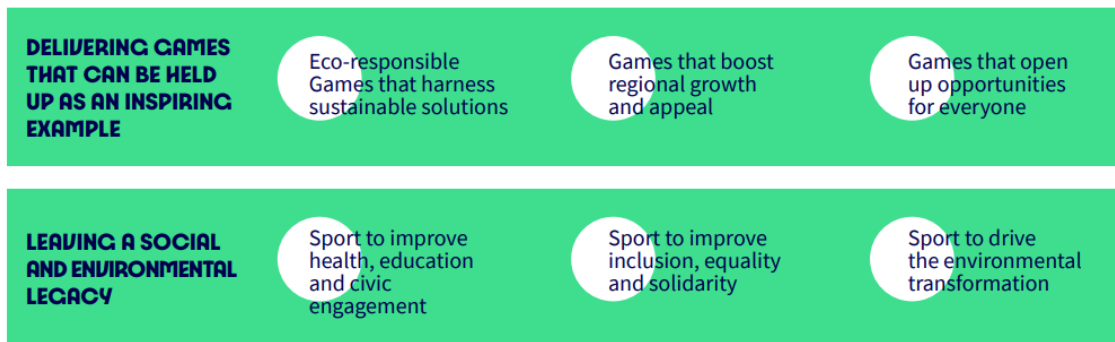 DELIVERING GAMES
THAT CAN BE HELD
UP AS AN INSPIRING
EXAMPLE
Eco-responsible
Games that harness
sustainable solutions
Games that boost
regional growth
and appeal
Games that open
up opportunities
for everyone
LEAVING A SOCIAL
AND ENVIRONMENTAL
LEGACY
Sport to improve
health, education
and civic
engagement
Sport to improve
inclusion, equality
and solidarity
Sport to drive
the environmental
transformation